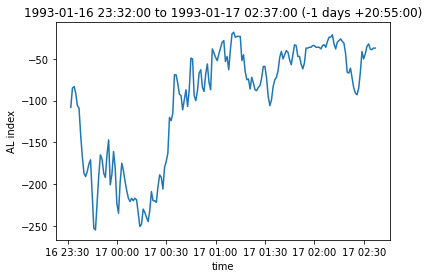 1993-01-16 23:32:00 to 1993-01-17 02:37:00 (-1 days +20:55:00)
−50
−100
−150
−200
−250
AL index
16 23:30 17 00:00 17 00:30 17 01:00 17 01:30 17 02:00 17 02:30
time